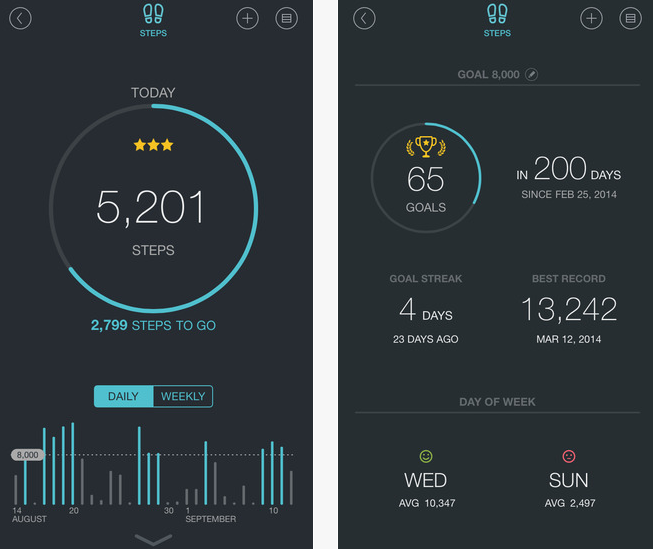 STEPS
TODAY
5,201
STEPS
2,799 STEPS TO GO
DAILY WEEKLY
8,000
14 20 30 1 10
AUGUST SEPTEMBER
STEPS
GOAL 8,000
65
GOALS
IN 200 DAYS
SINCE FEB 25, 2014
GOAL STREAK
4 DAYS
23 DAYS AGO
BEST RECORD
13,242
MAR 12, 2014
DAY OF WEEK
WED
AVG 10,347
SUN
AVG 2,497